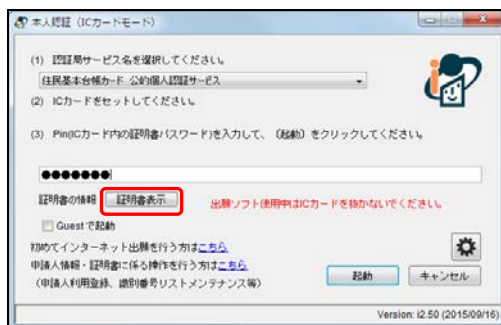 本人認証（ICカードモード）
(1) 認証局サービス名を選択してください。
住民基本台帳カード 公的個人認証サービス
(2) ICカードをセットしてください。
(3) Pin(ICカード内の証明書パスワード)を入力して、（起動）をクリックしてください。
●●●●●●●
証明書の情報 証明書表示 出願ソフト使用中はICカードを抜かないでください。
Guestで起動
初めてインターネット出願を行う方はこちら
申請人情報・証明書に係る操作を行う方はこちら
（申請人利用登録、識別番号リストメンテナンス等）
起動 キャンセル
Version: i2.50 (2015/09/16)